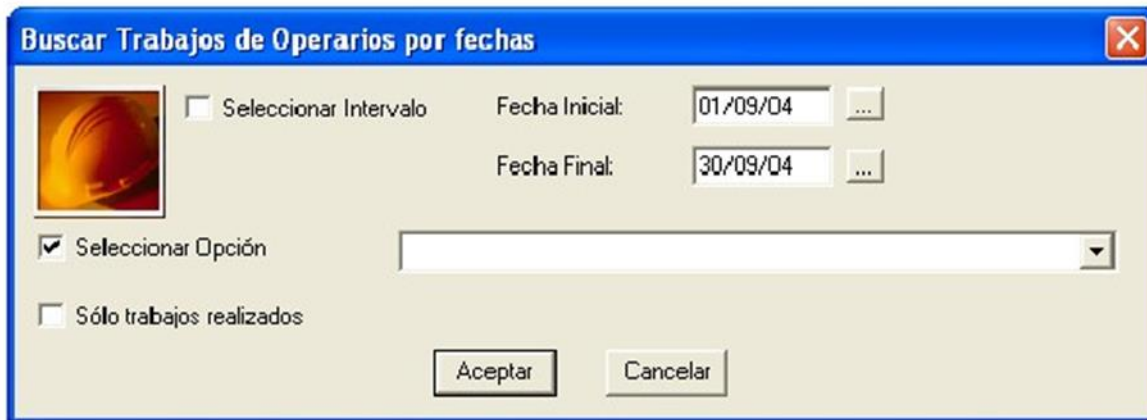 Buscar Trabajos de Operarios por fechas
Seleccionar Intervalo Fecha Inicial: 01/09/04 ...
Fecha Final: 30/09/04 ...
Seleccionar Opción
Sólo trabajos realizados
Aceptar Cancelar